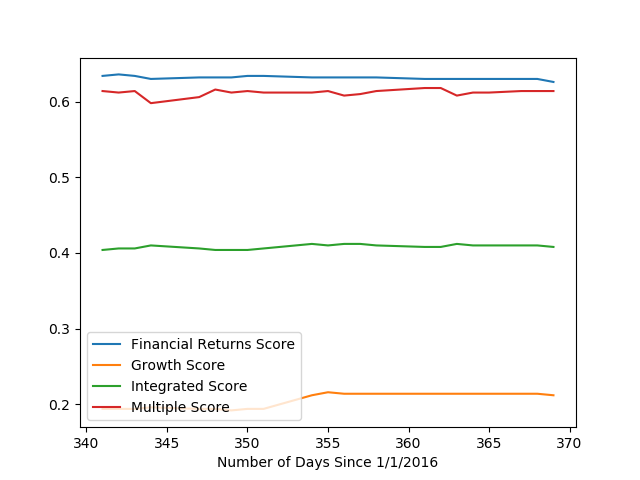 0.6
0.5
0.4
0.3
0.2
Financial Returns Score
Growth Score
Integrated Score
Multiple Score
340 345 350 355 360 365 370
Number of Days Since 1/1/2016